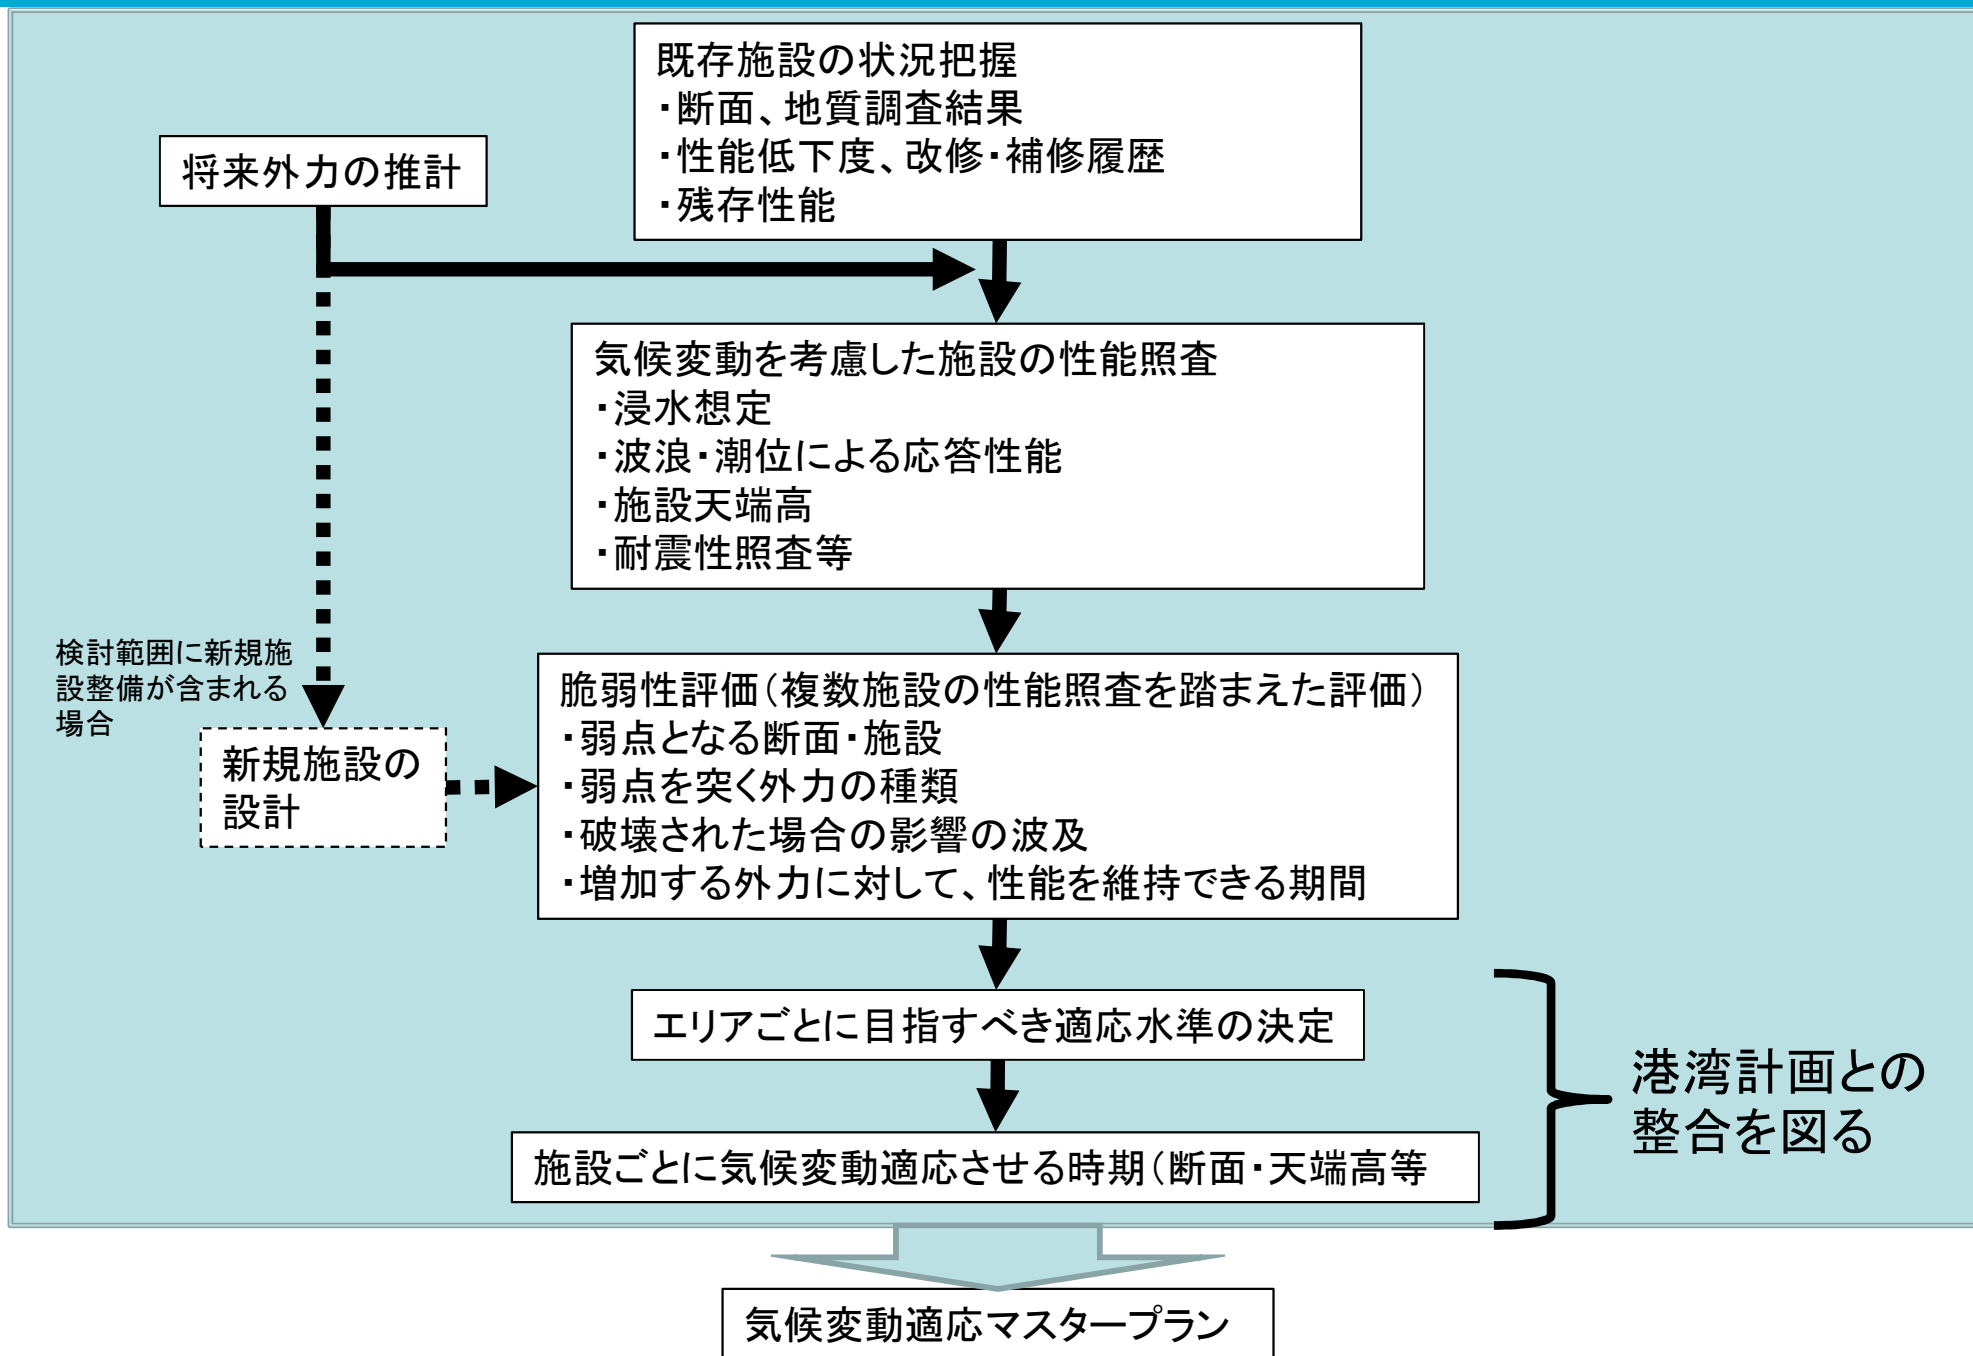 既存施設の状況把握
・断面、地質調査結果
・性能低下度、改修・補修履歴
・残存性能
将来外力の推計
気候変動を考慮した施設の性能照査
・浸水想定
・波浪・潮位による応答性能
・施設天端高
・耐震性照査等
検討範囲に新規施
設整備が含まれる
場合
新規施設の
設計
脆弱性評価(複数施設の性能照査を踏まえた評価)
・弱点となる断面・施設
・弱点を突く外力の種類
・破壊された場合の影響の波及
・増加する外力に対して、性能を維持できる期間
エリアごとに目指すべき適応水準の決定
施設ごとに気候変動適応させる時期(断面・天端高等
港湾計画との
整合を図る
気候変動適応マスタープラン